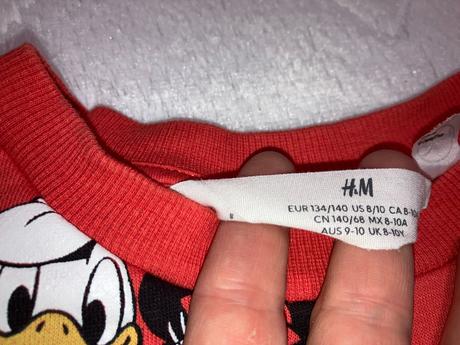 H&M
EUR 134/140 US 8/10 CA 8-10
CN 140/68 MX 8-10A
AUS 9-10 UK 8-10Y